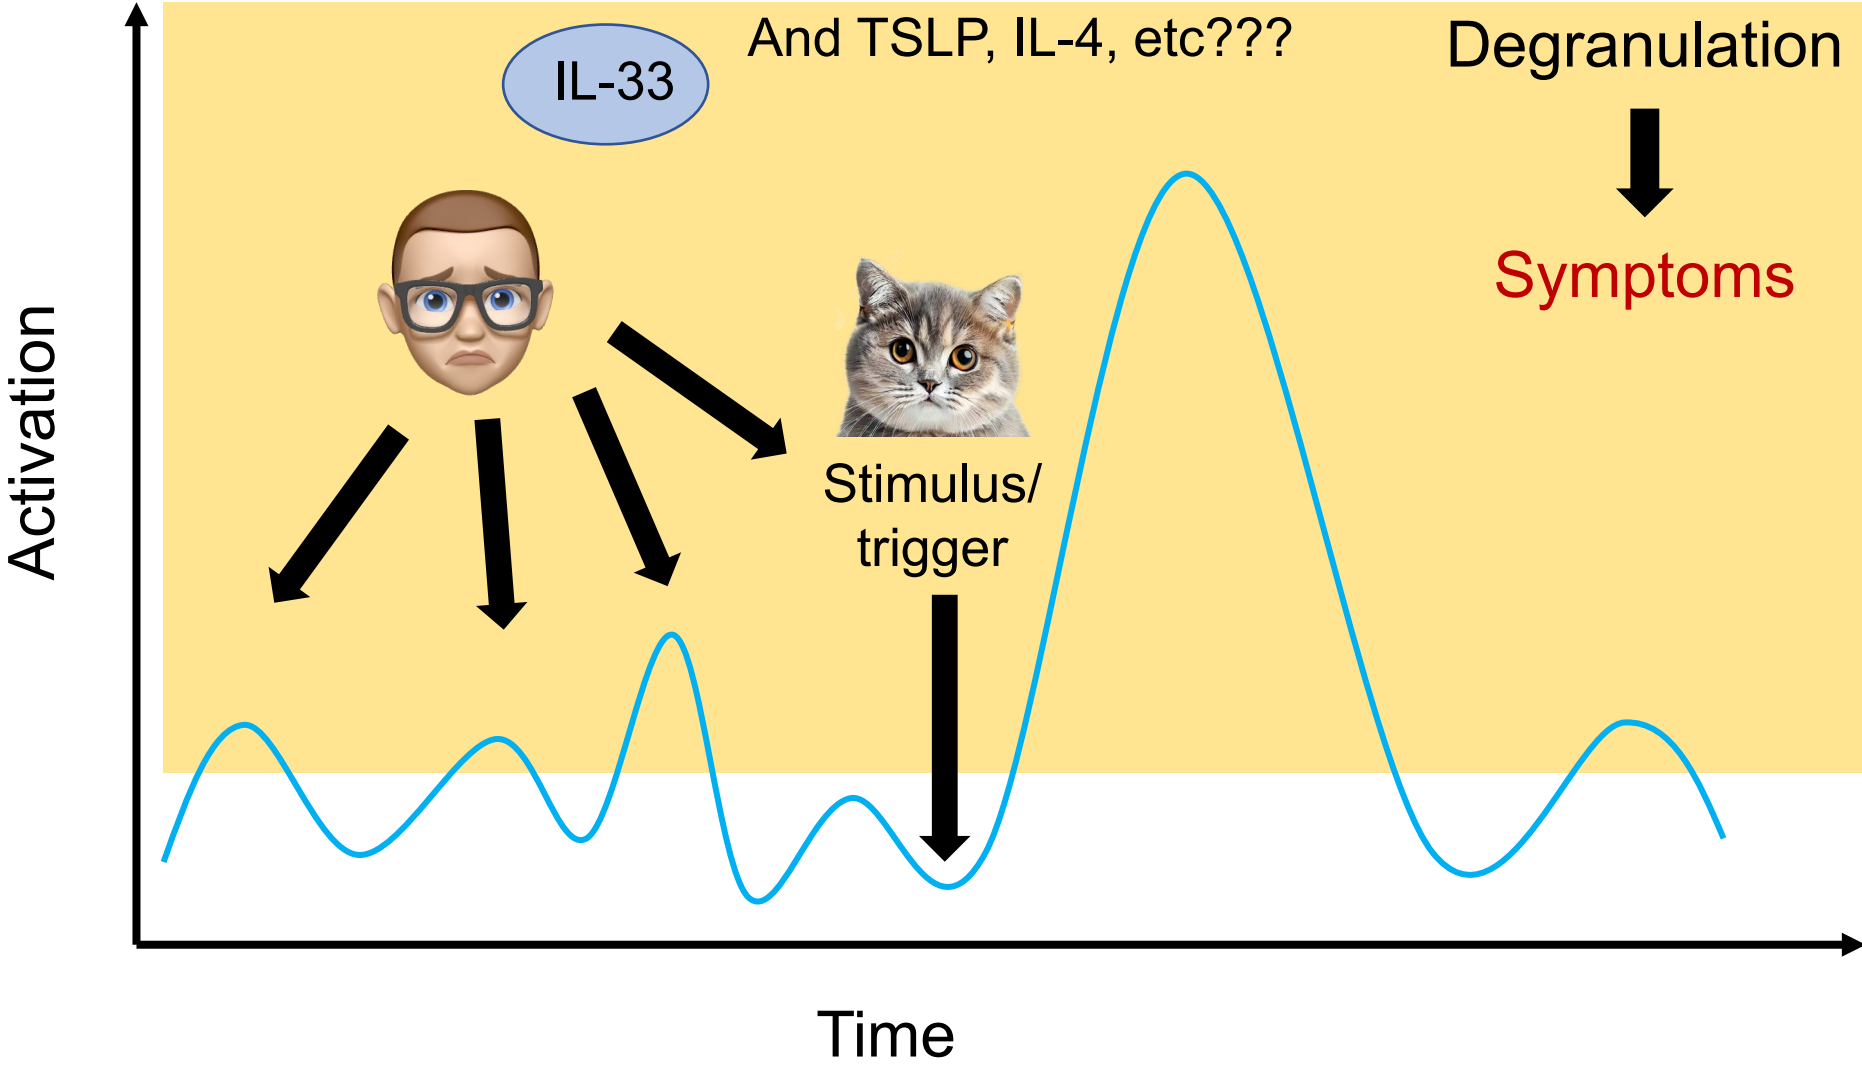 And TSLP, IL-4, etc???
IL-33
Degranulation
Symptoms
Stimulus/
trigger
Activation
Time